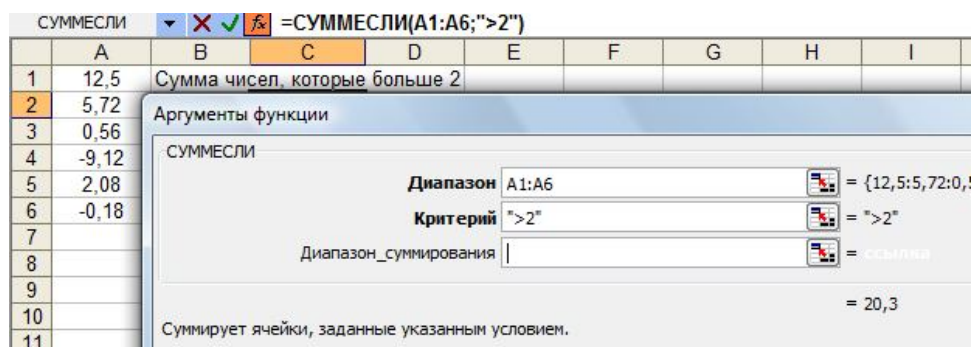 СУММЕСЛИ =СУММЕСЛИ(A1:A6;">2")
A B C D E F G H I
1 12,5 Сумма чисел, которые больше 2
2 5,72 Аргументы функции
3 0,56
4 -9,12 СУММЕСЛИ
5 2,08 Диапазон A1:A6 = {12,5:5,72:0,5
6 -0,18 Критерий ">2" = ">2"
7
8 Диапазон_суммирования = ссылка
9
10 = 20,3
11 Суммирует ячейки, заданные указанным условием.